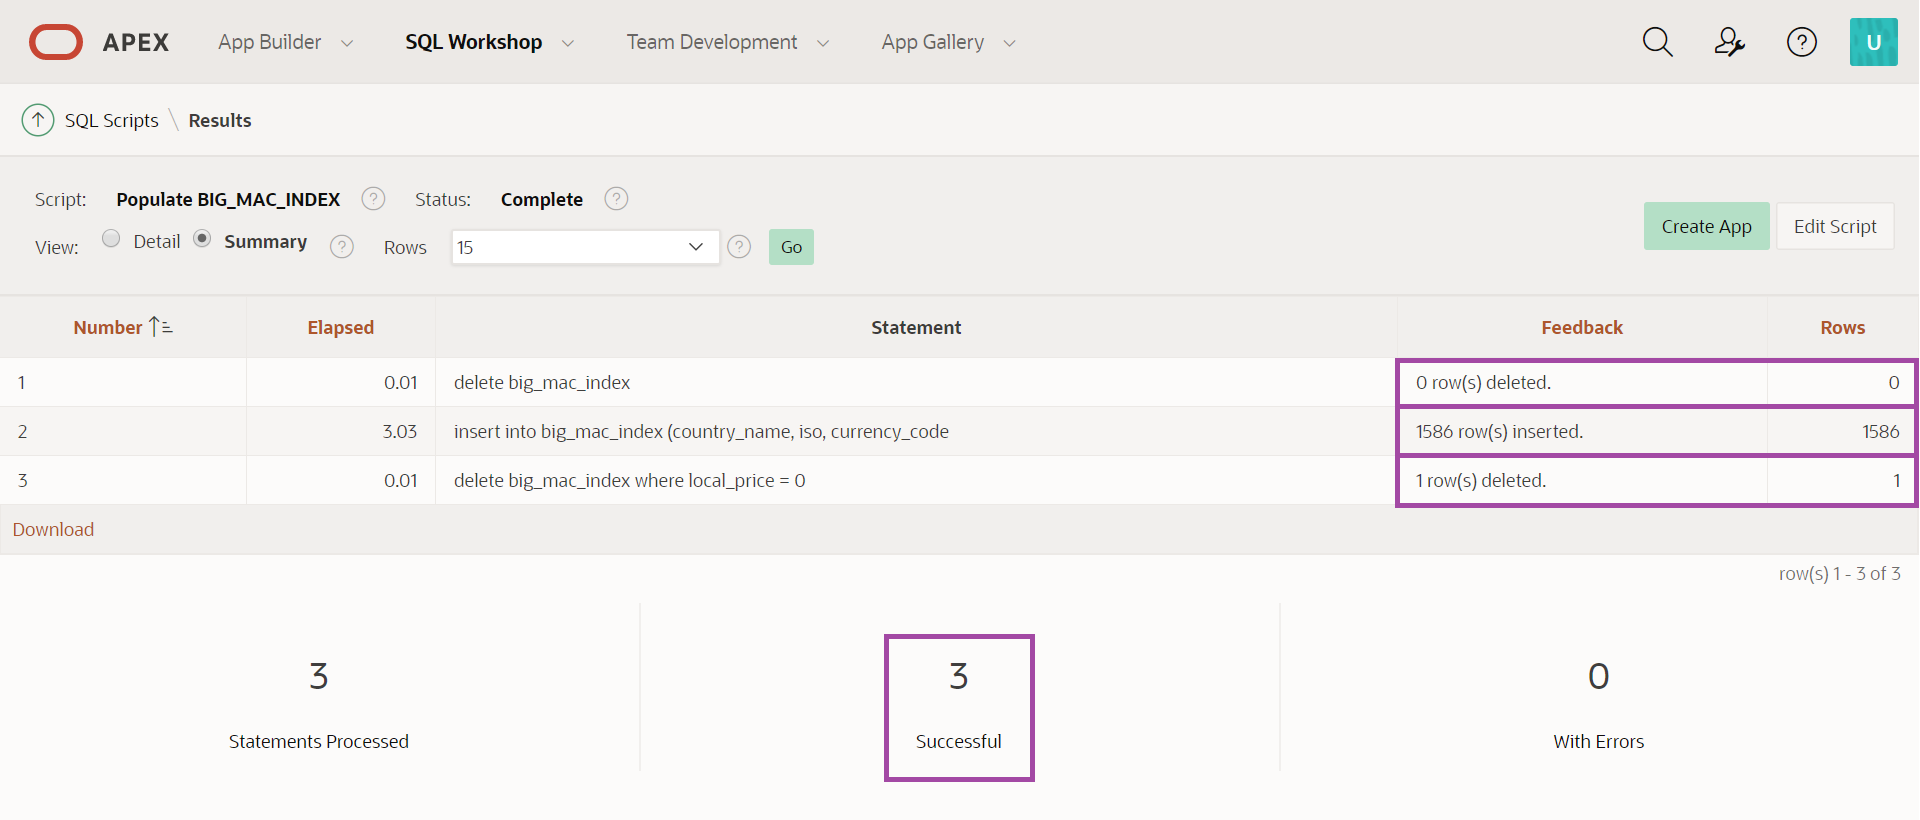 APEX App Builder SQL Workshop Team Development App Gallery ? U
SQL Scripts \ Results
Script: Populate BIG_MAC_INDEX ? Status: Complete ?
View: Detail Summary ? Rows 15 ? Go Create App Edit Script
Number Elapsed Statement Feedback Rows
1 0.01 delete big_mac_index 0 row(s) deleted. 0
2 3.03 insert into big_mac_index (country_name, iso, currency_code 1586 row(s) inserted. 1586
3 0.01 delete big_mac_index where local_price = 0 1 row(s) deleted. 1
Download
row(s) 1 - 3 of 3
3 3 0
Statements Processed Successful With Errors